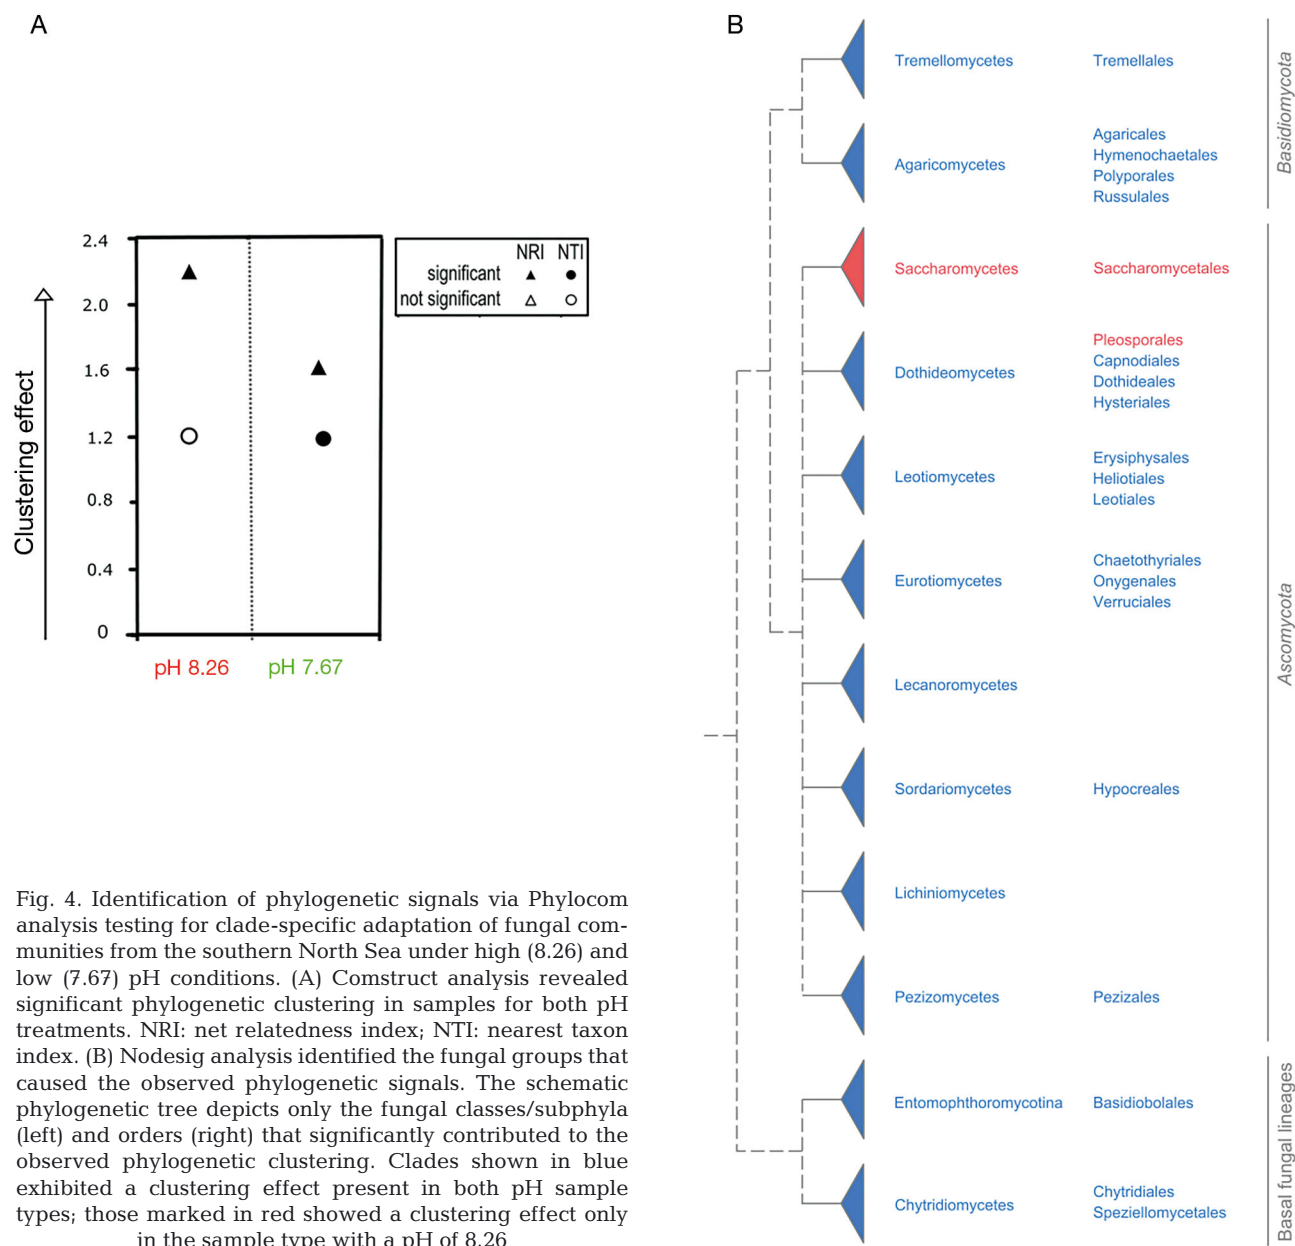 A
2.4
2.0
1.6
1.2
0.8
0.4
0
Clustering effect
pH 8.26
pH 7.67
NRI NTI
significant
not significant
Fig. 4. Identification of phylogenetic signals via Phylocom
analysis testing for clade-specific adaptation of fungal com-
munities from the southern North Sea under high (8.26) and
low (7.67) pH conditions. (A) Comstruct analysis revealed
significant phylogenetic clustering in samples for both pH
treatments. NRI: net relatedness index; NTI: nearest taxon
index. (B) Nodesig analysis identified the fungal groups that
caused the observed phylogenetic signals. The schematic
phylogenetic tree depicts only the fungal classes/subphyla
(left) and orders (right) that significantly contributed to the
observed phylogenetic clustering. Clades shown in blue
exhibited a clustering effect present in both pH sample
types; those marked in red showed a clustering effect only
in the sample type with a pH of 8.26
B
Tremellomycetes
Tremellales
Agaricomycetes
Agaricales
Hymenochaetales
Polyporales
Russulales
Basidiomycota
Saccharomycetes
Saccharomycetales
Dothideomycetes
Pleosporales
Capnodiales
Dothideales
Hysteriales
Leotiomycetes
Erysiphysales
Heliotiales
Leotiales
Eurotiomycetes
Chaetothyriales
Onygenales
Verruciales
Lecanoromycetes
Sordariomycetes
Hypocreales
Lichiniomycetes
Pezizomycetes
Pezizales
Ascomycota
Entomophthoromycotina
Basidiobolales
Chytridiomycetes
Chytridiales
Speziellomycetales
Basal fungal lineages